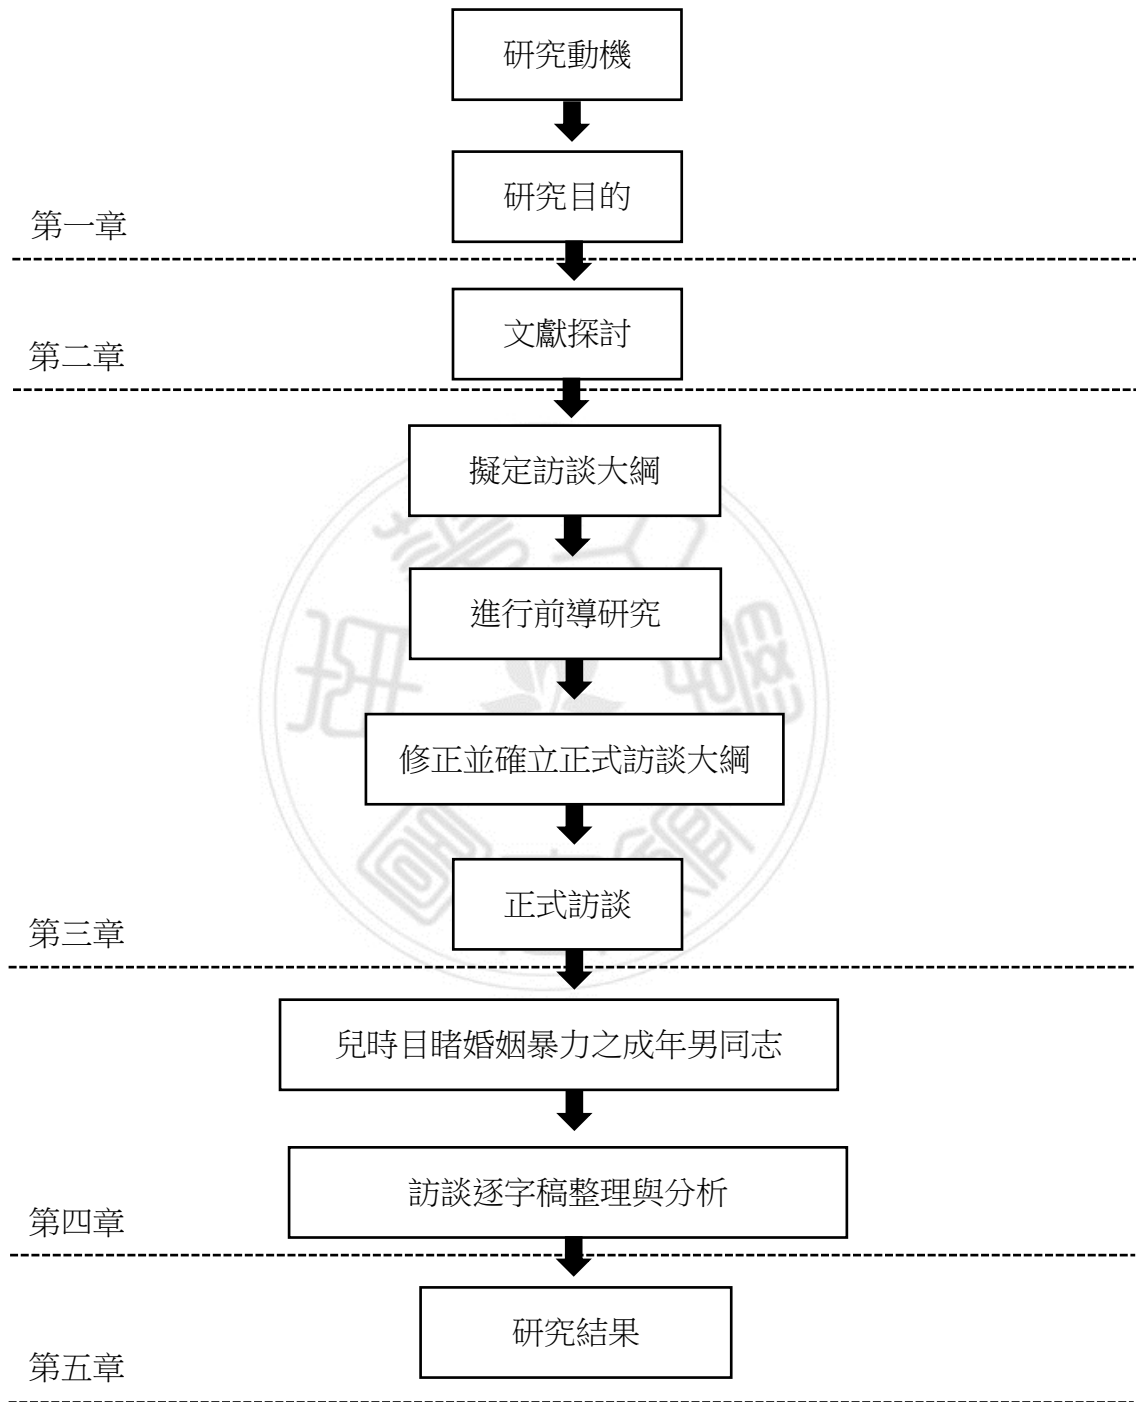 研究動機
研究目的
第一章
文獻探討
第二章
擬定訪談大綱
進行前導研究
修正並確立正式訪談大綱
正式訪談
第三章
兒時目睹婚姻暴力之成年男同志
訪談逐字稿整理與分析
第四章
研究結果
第五章